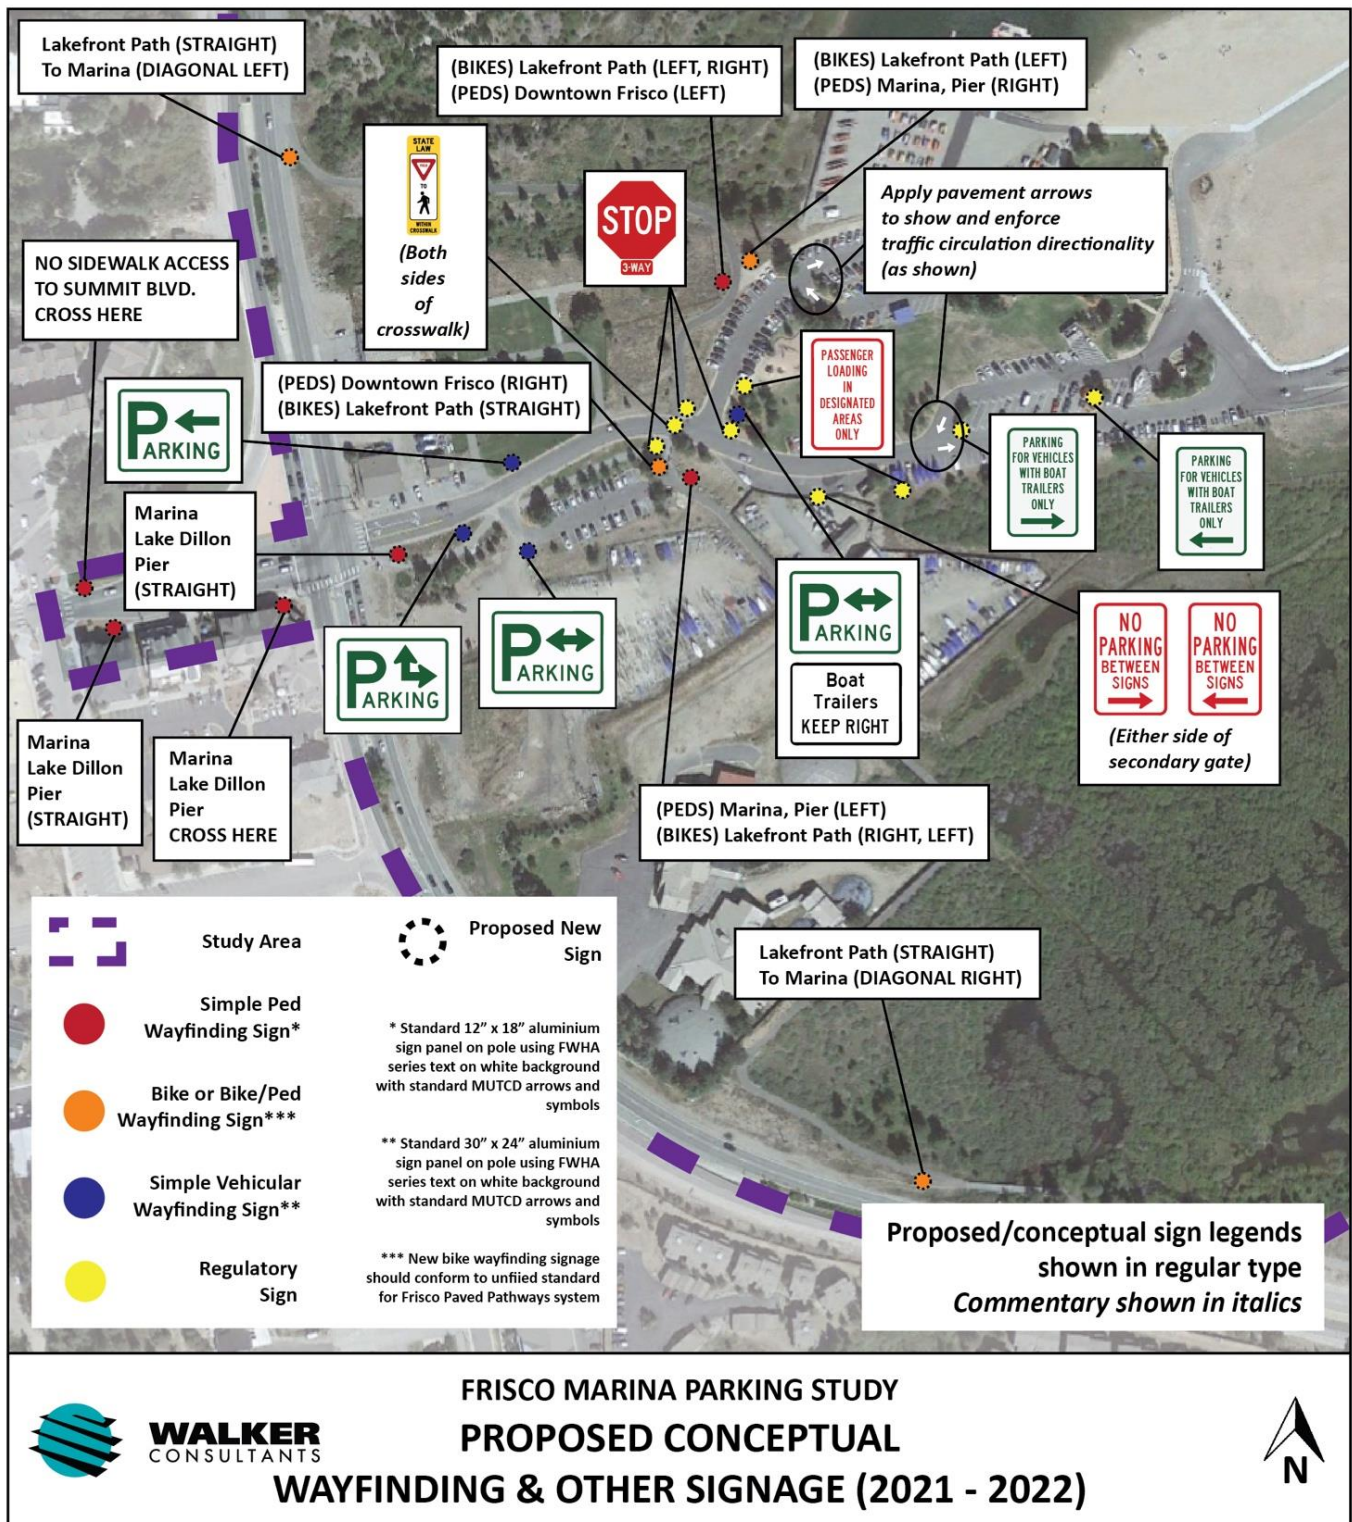 Lakefront Path (STRAIGHT)
To Marina (DIAGONAL LEFT)
(BIKES) Lakefront Path (LEFT, RIGHT)
(PEDS) Downtown Frisco (LEFT)
(BIKES) Lakefront Path (LEFT)
(PEDS) Marina, Pier (RIGHT)
STATE
LAW
TO
WITHIN
CROSSWALK
(Both
sides
of
crosswalk)
STOP
3-WAY
Apply pavement arrows
to show and enforce
traffic circulation directionality
(as shown)
NO SIDEWALK ACCESS
TO SUMMIT BLVD.
CROSS HERE
PARKING
(PEDS) Downtown Frisco (RIGHT)
(BIKES) Lakefront Path (STRAIGHT)
PASSENGER
LOADING
IN
DESIGNATED
AREAS
ONLY
PARKING
FOR VEHICLES
WITH BOAT
TRAILERS
ONLY
PARKING
FOR VEHICLES
WITH BOAT
TRAILERS
ONLY
Marina
Lake Dillon
Pier
(STRAIGHT)
PARKING
PARKING
PARKING
Boat
Trailers
KEEP RIGHT
NO
PARKING
BETWEEN
SIGNS
NO
PARKING
BETWEEN
SIGNS
(Either side of
secondary gate)
Marina
Lake Dillon
Pier
(STRAIGHT)
Marina
Lake Dillon
Pier
CROSS HERE
(PEDS) Marina, Pier (LEFT)
(BIKES) Lakefront Path (RIGHT, LEFT)
Lakefront Path (STRAIGHT)
To Marina (DIAGONAL RIGHT)
Study Area
Proposed New
Sign
Simple Ped
Wayfinding Sign*
Bike or Bike/Ped
Wayfinding Sign***
Simple Vehicular
Wayfinding Sign**
Regulatory
Sign
* Standard 12” x 18” aluminium
sign panel on pole using FWHA
series text on white background
with standard MUTCD arrows and
symbols
** Standard 30” x 24” aluminium
sign panel on pole using FWHA
series text on white background
with standard MUTCD arrows and
symbols
*** New bike wayfinding signage
should conform to unfiied standard
for Frisco Paved Pathways system
Proposed/conceptual sign legends
shown in regular type
Commentary shown in italics
WALKER
CONSULTANTS
FRISCO MARINA PARKING STUDY
PROPOSED CONCEPTUAL
WAYFINDING & OTHER SIGNAGE (2021 - 2022)
N